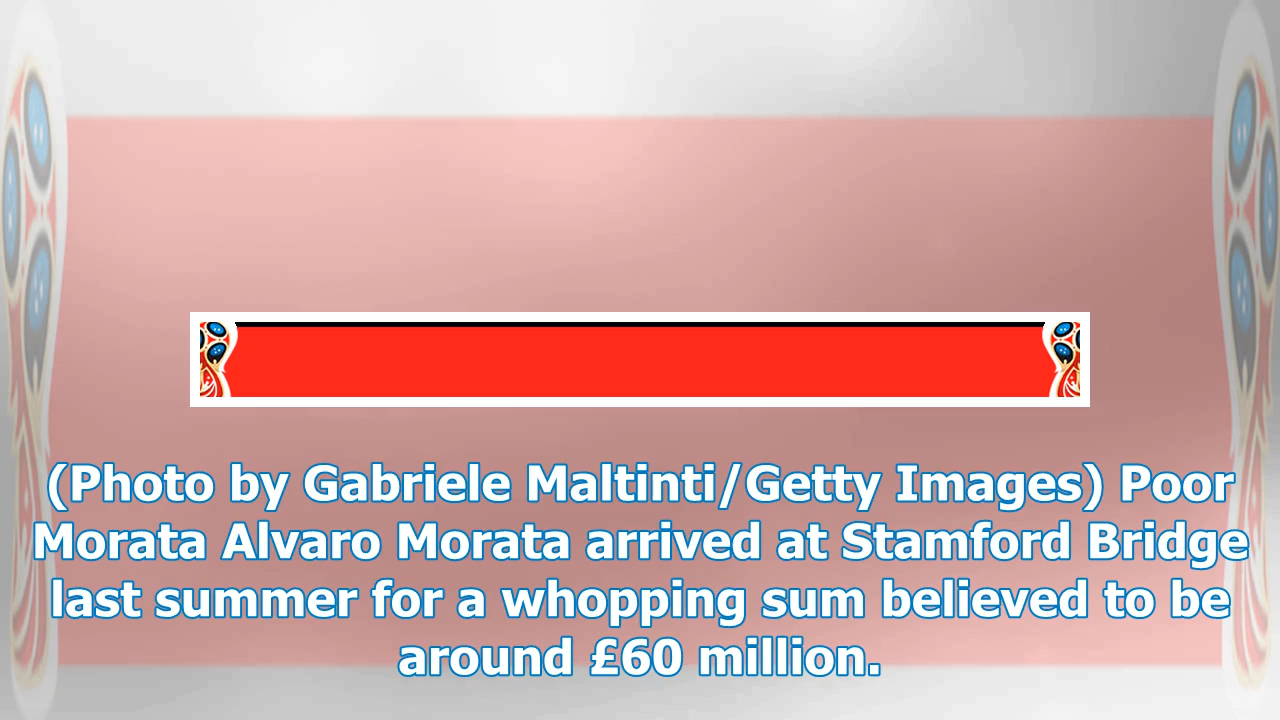 (Photo by Gabriele Maltinti/Getty Images) Poor
Morata Alvaro Morata arrived at Stamford Bridge
last summer for a whopping sum believed to be
around £60 million.